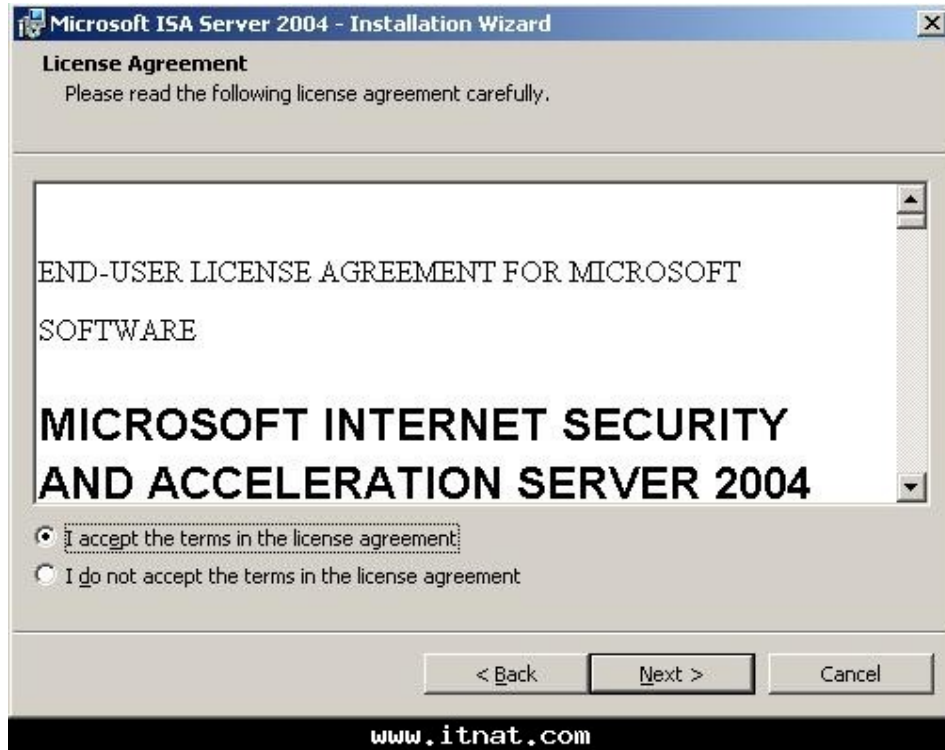 Microsoft ISA Server 2004 - Installation Wizard
License Agreement
Please read the following license agreement carefully.
END-USER LICENSE AGREEMENT FOR MICROSOFT
SOFTWARE
MICROSOFT INTERNET SECURITY
AND ACCELERATION SERVER 2004
I accept the terms in the license agreement
I do not accept the terms in the license agreement
< Back
Next >
Cancel
www.itnat.com